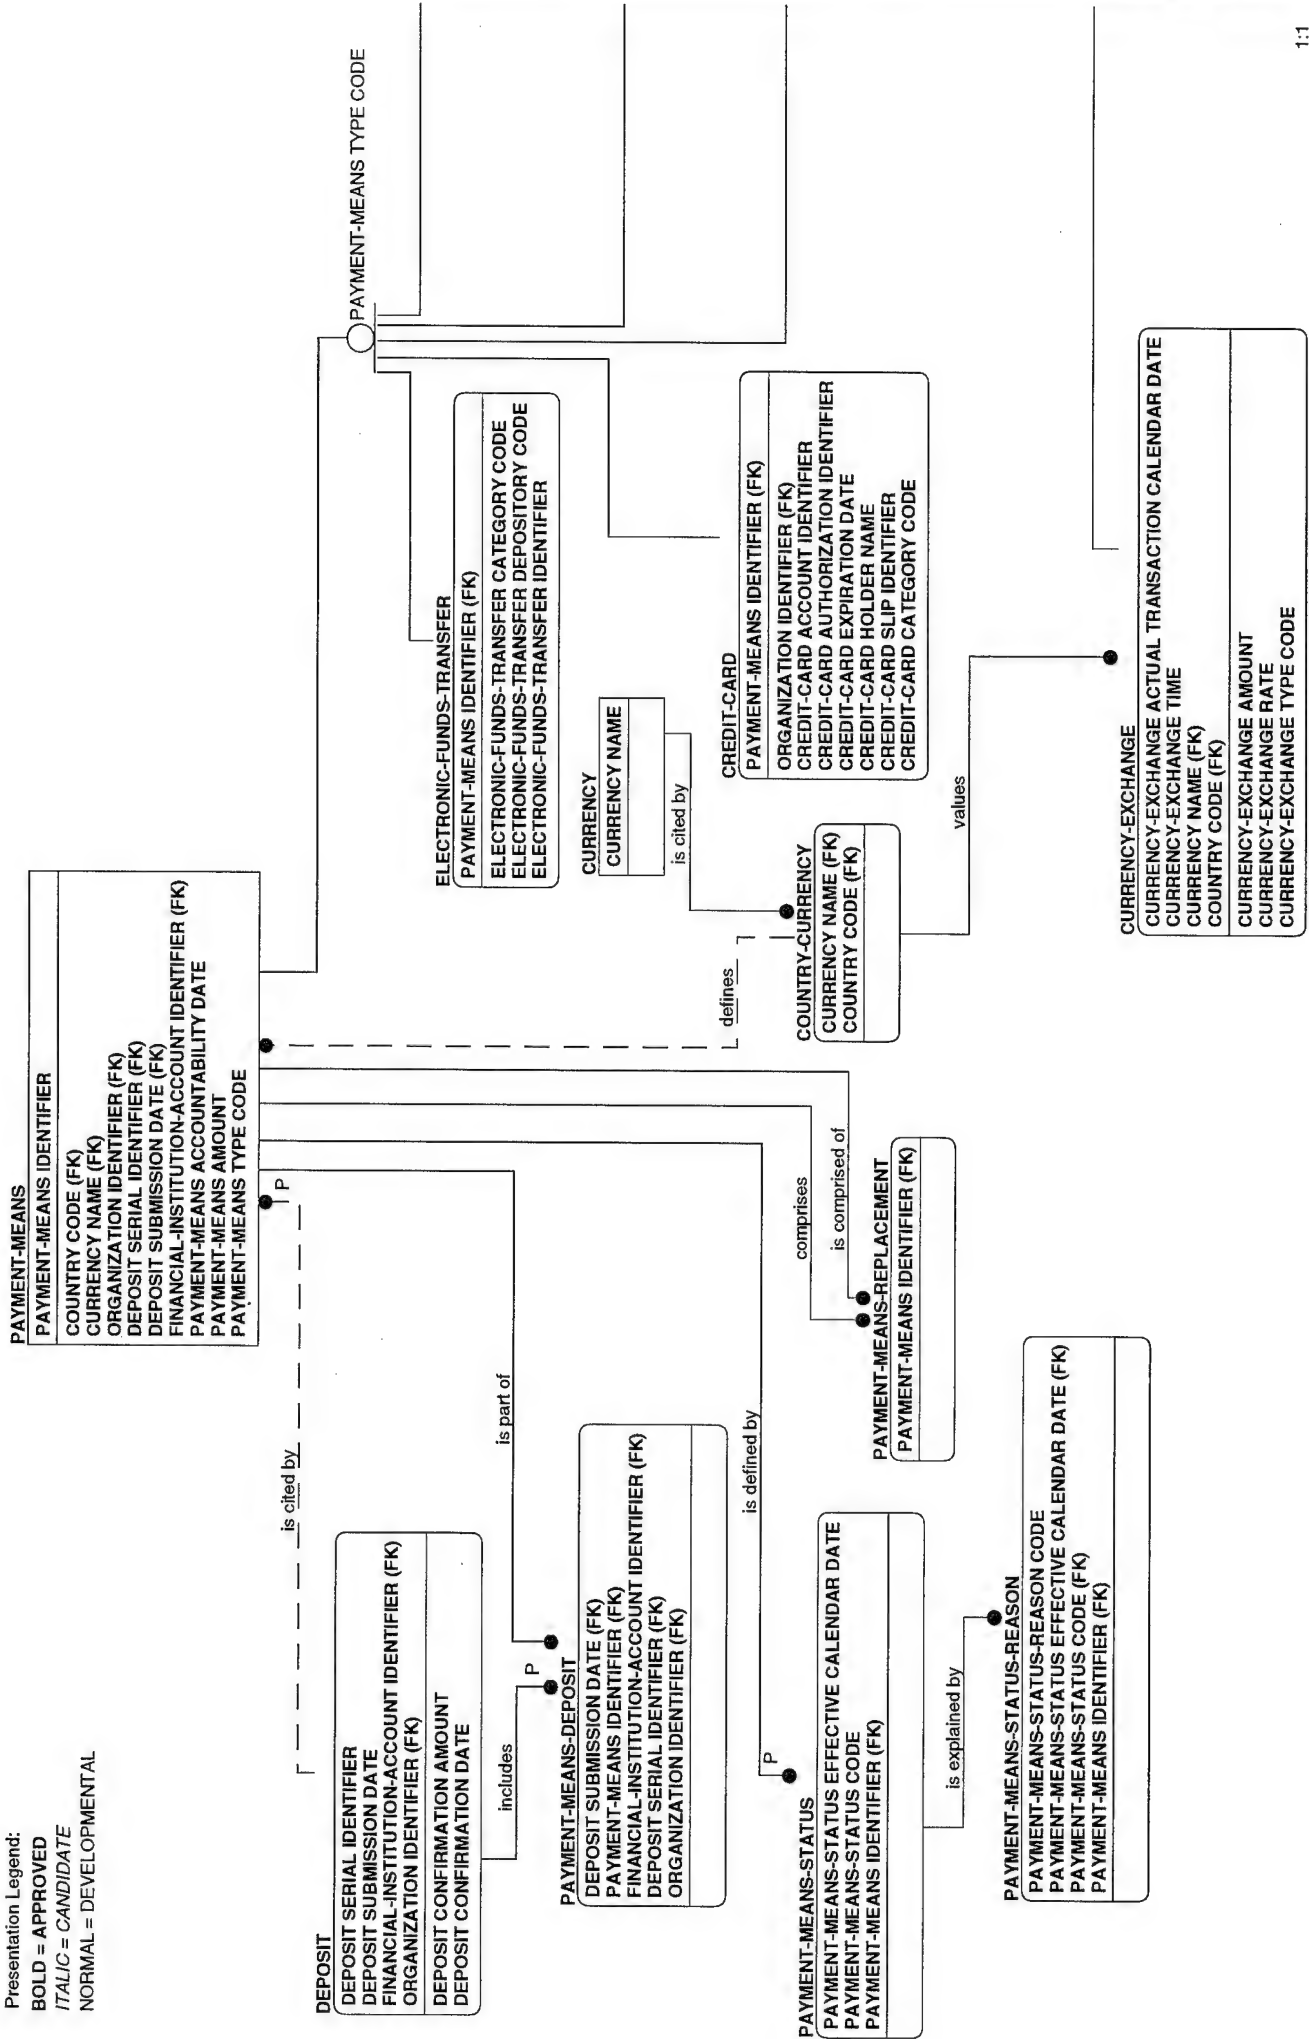 Presentation Legend:
BOLD = APPROVED
ITALIC = CANDIDATE
NORMAL = DEVELOPMENTAL
PAYMENT-MEANS
PAYMENT-MEANS IDENTIFIER
COUNTRY CODE (FK)
CURRENCY NAME (FK)
ORGANIZATION IDENTIFIER (FK)
DEPOSIT SERIAL IDENTIFIER (FK)
DEPOSIT SUBMISSION DATE (FK)
FINANCIAL-INSTITUTION-ACCOUNT IDENTIFIER (FK)
PAYMENT-MEANS ACCOUNTABILITY DATE
PAYMENT-MEANS AMOUNT
PAYMENT-MEANS TYPE CODE
P
is cited by
PAYMENT-MEANS TYPE CODE
DEPOSIT
DEPOSIT SERIAL IDENTIFIER
DEPOSIT SUBMISSION DATE
FINANCIAL-INSTITUTION-ACCOUNT IDENTIFIER (FK)
ORGANIZATION IDENTIFIER (FK)
DEPOSIT CONFIRMATION AMOUNT
DEPOSIT CONFIRMATION DATE
includes
P
is part of
PAYMENT-MEANS-DEPOSIT
DEPOSIT SUBMISSION DATE (FK)
PAYMENT-MEANS IDENTIFIER (FK)
FINANCIAL-INSTITUTION-ACCOUNT IDENTIFIER (FK)
DEPOSIT SERIAL IDENTIFIER (FK)
ORGANIZATION IDENTIFIER (FK)
is defined by
P
PAYMENT-MEANS-STATUS
PAYMENT-MEANS-STATUS EFFECTIVE CALENDAR DATE
PAYMENT-MEANS-STATUS CODE
PAYMENT-MEANS IDENTIFIER (FK)
is explained by
PAYMENT-MEANS-STATUS-REASON
PAYMENT-MEANS-STATUS-REASON CODE
PAYMENT-MEANS-STATUS EFFECTIVE CALENDAR DATE (FK)
PAYMENT-MEANS-STATUS CODE (FK)
PAYMENT-MEANS IDENTIFIER (FK)
comprises
is comprised of
PAYMENT-MEANS-REPLACEMENT
PAYMENT-MEANS IDENTIFIER (FK)
defines
ELECTRONIC-FUNDS-TRANSFER
PAYMENT-MEANS IDENTIFIER (FK)
ELECTRONIC-FUNDS-TRANSFER CATEGORY CODE
ELECTRONIC-FUNDS-TRANSFER DEPOSITORY CODE
ELECTRONIC-FUNDS-TRANSFER IDENTIFIER
CURRENCY
CURRENCY NAME
is cited by
COUNTRY-CURRENCY
CURRENCY NAME (FK)
COUNTRY CODE (FK)
CREDIT-CARD
PAYMENT-MEANS IDENTIFIER (FK)
ORGANIZATION IDENTIFIER (FK)
CREDIT-CARD ACCOUNT IDENTIFIER
CREDIT-CARD AUTHORIZATION IDENTIFIER
CREDIT-CARD EXPIRATION DATE
CREDIT-CARD HOLDER NAME
CREDIT-CARD SLIP IDENTIFIER
CREDIT-CARD CATEGORY CODE
values
CURRENCY-EXCHANGE
CURRENCY-EXCHANGE ACTUAL TRANSACTION CALENDAR DATE
CURRENCY-EXCHANGE TIME
CURRENCY NAME (FK)
COUNTRY CODE (FK)
CURRENCY-EXCHANGE AMOUNT
CURRENCY-EXCHANGE RATE
CURRENCY-EXCHANGE TYPE CODE
1:1